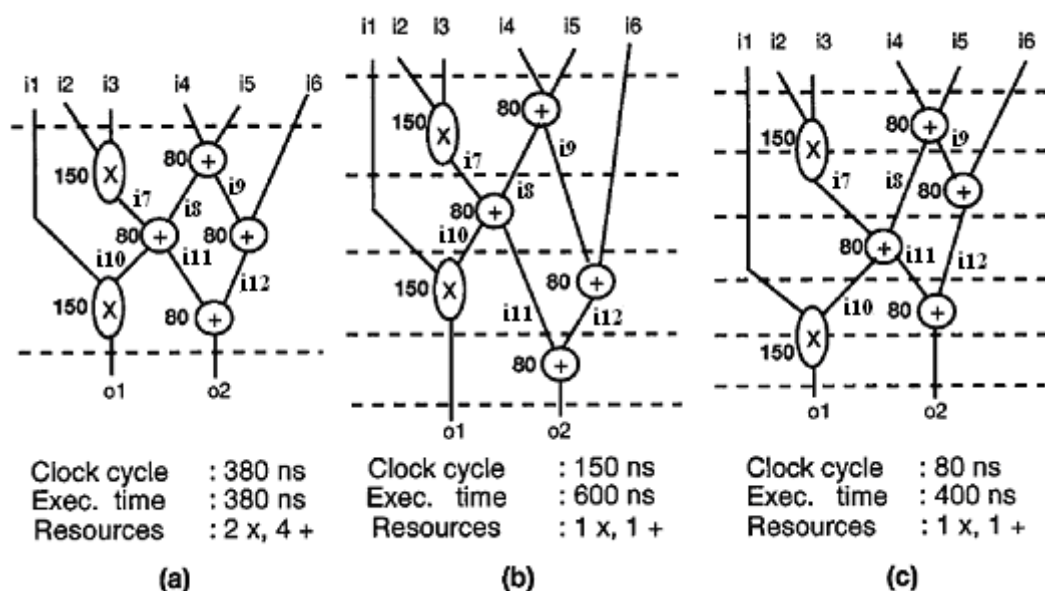 i1 i2 i3 i4 i5 i6
150 X
80 +
i7 i8 i9
80 +
80 +
i10 i11 i12
150 X
80 +
o1 o2
Clock cycle : 380 ns
Exec. time : 380 ns
Resources : 2 x, 4 +
(a)
i1 i2 i3 i4 i5 i6
80 +
150 X
i7 i8 i9
80 +
i10
80 +
150 X
i11 i12
80 +
o1 o2
Clock cycle : 150 ns
Exec. time : 600 ns
Resources : 1 x, 1 +
(b)
i1 i2 i3 i4 i5 i6
80 +
150 X
i9
i7 i8
80 +
80 +
i11 i12
i10
80 +
150 X
o1 o2
Clock cycle : 80 ns
Exec. time : 400 ns
Resources : 1 x, 1 +
(c)